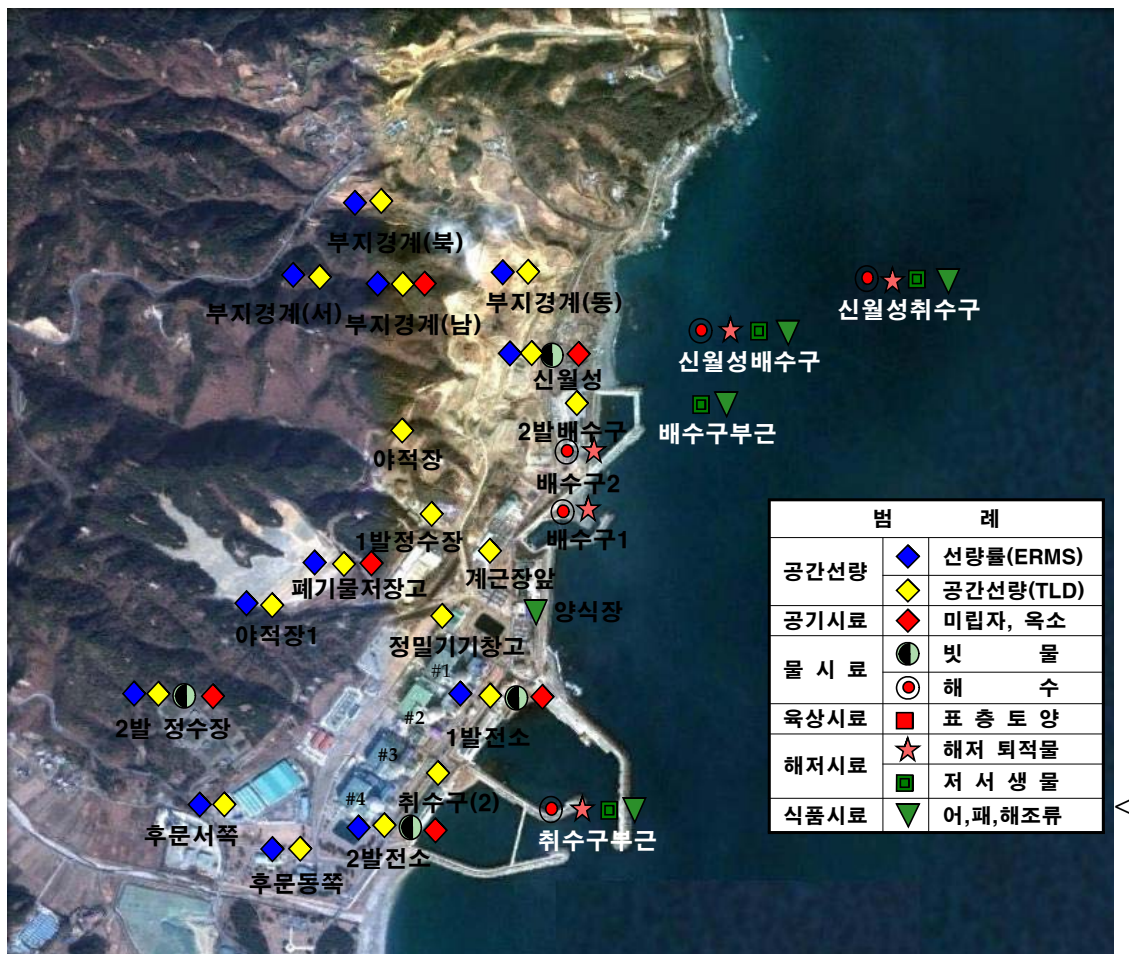 부지경계(북)
부지경계(서)
부지경계(남)
부지경계(동)
신월성취수구
신월성배수구
신월성
2발배수구
배수구부근
야적장
배수구2
1발정수장
배수구1
계근장앞
폐기물저장고
야적장1
양식장
정밀기기창고
#1
2발 정수장
#2
1발전소
#3
#4
취수구(2)
후문서쪽
2발전소
취수구부근
후문동쪽
범 례
공간선량
선량률(ERMS)
공간선량(TLD)
공기시료
미립자, 옥소
물 시 료
빗 물
해 수
육상시료
표 층 토 양
해저시료
해저 퇴적물
저 서 생 물
식품시료
어,패,해조류
<